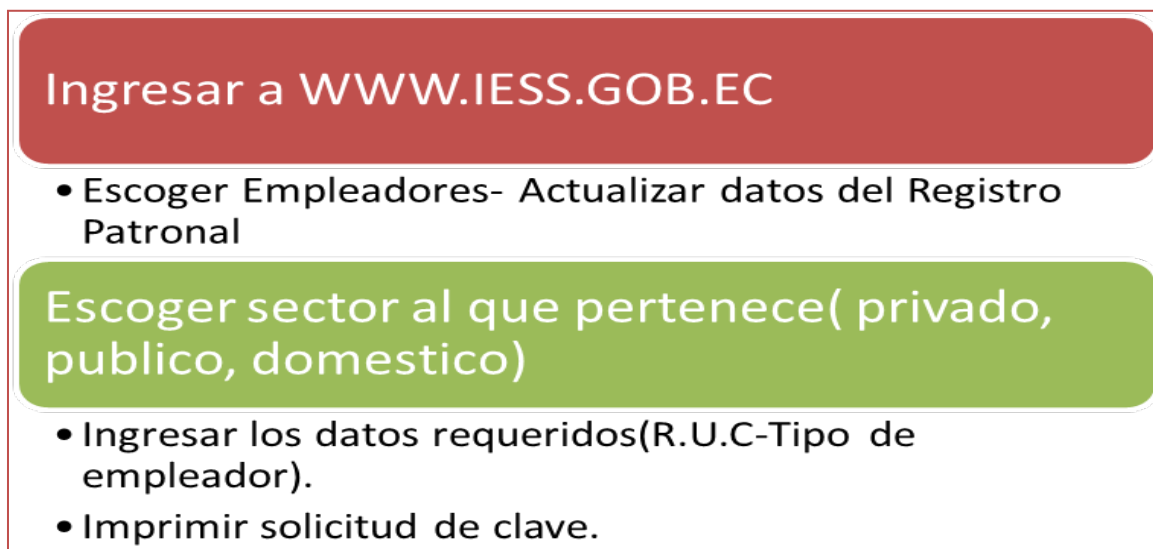 Ingresar a WWW.IESS.GOB.EC
• Escoger Empleadores- Actualizar datos del Registro
Patronal
Escoger sector al que pertenece( privado,
publico, domestico)
• Ingresar los datos requeridos(R.U.C-Tipo de
empleador).
• Imprimir solicitud de clave.